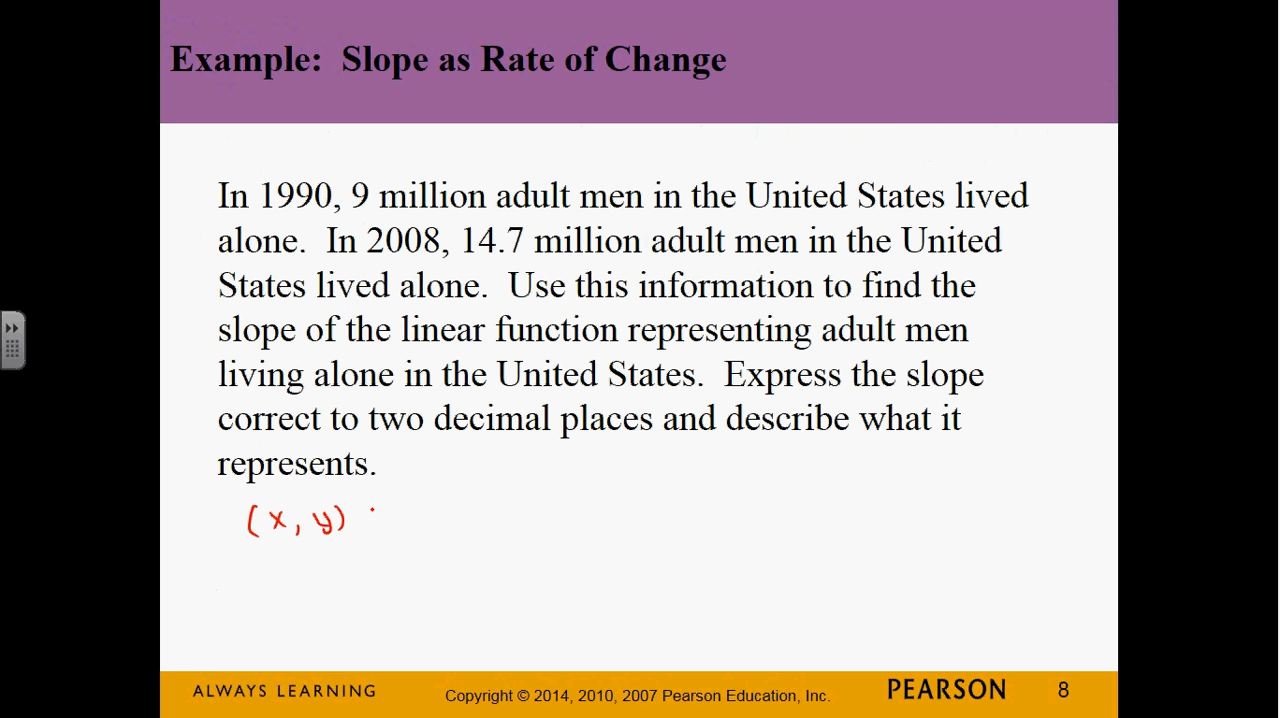 Example: Slope as Rate of Change
In 1990, 9 million adult men in the United States lived
alone. In 2008, 14.7 million adult men in the United
States lived alone. Use this information to find the
slope of the linear function representing adult men
living alone in the United States. Express the slope
correct to two decimal places and describe what it
represents.
(x, y)
ALWAYS LEARNING
Copyright © 2014, 2010, 2007 Pearson Education, Inc.
PEARSON
8